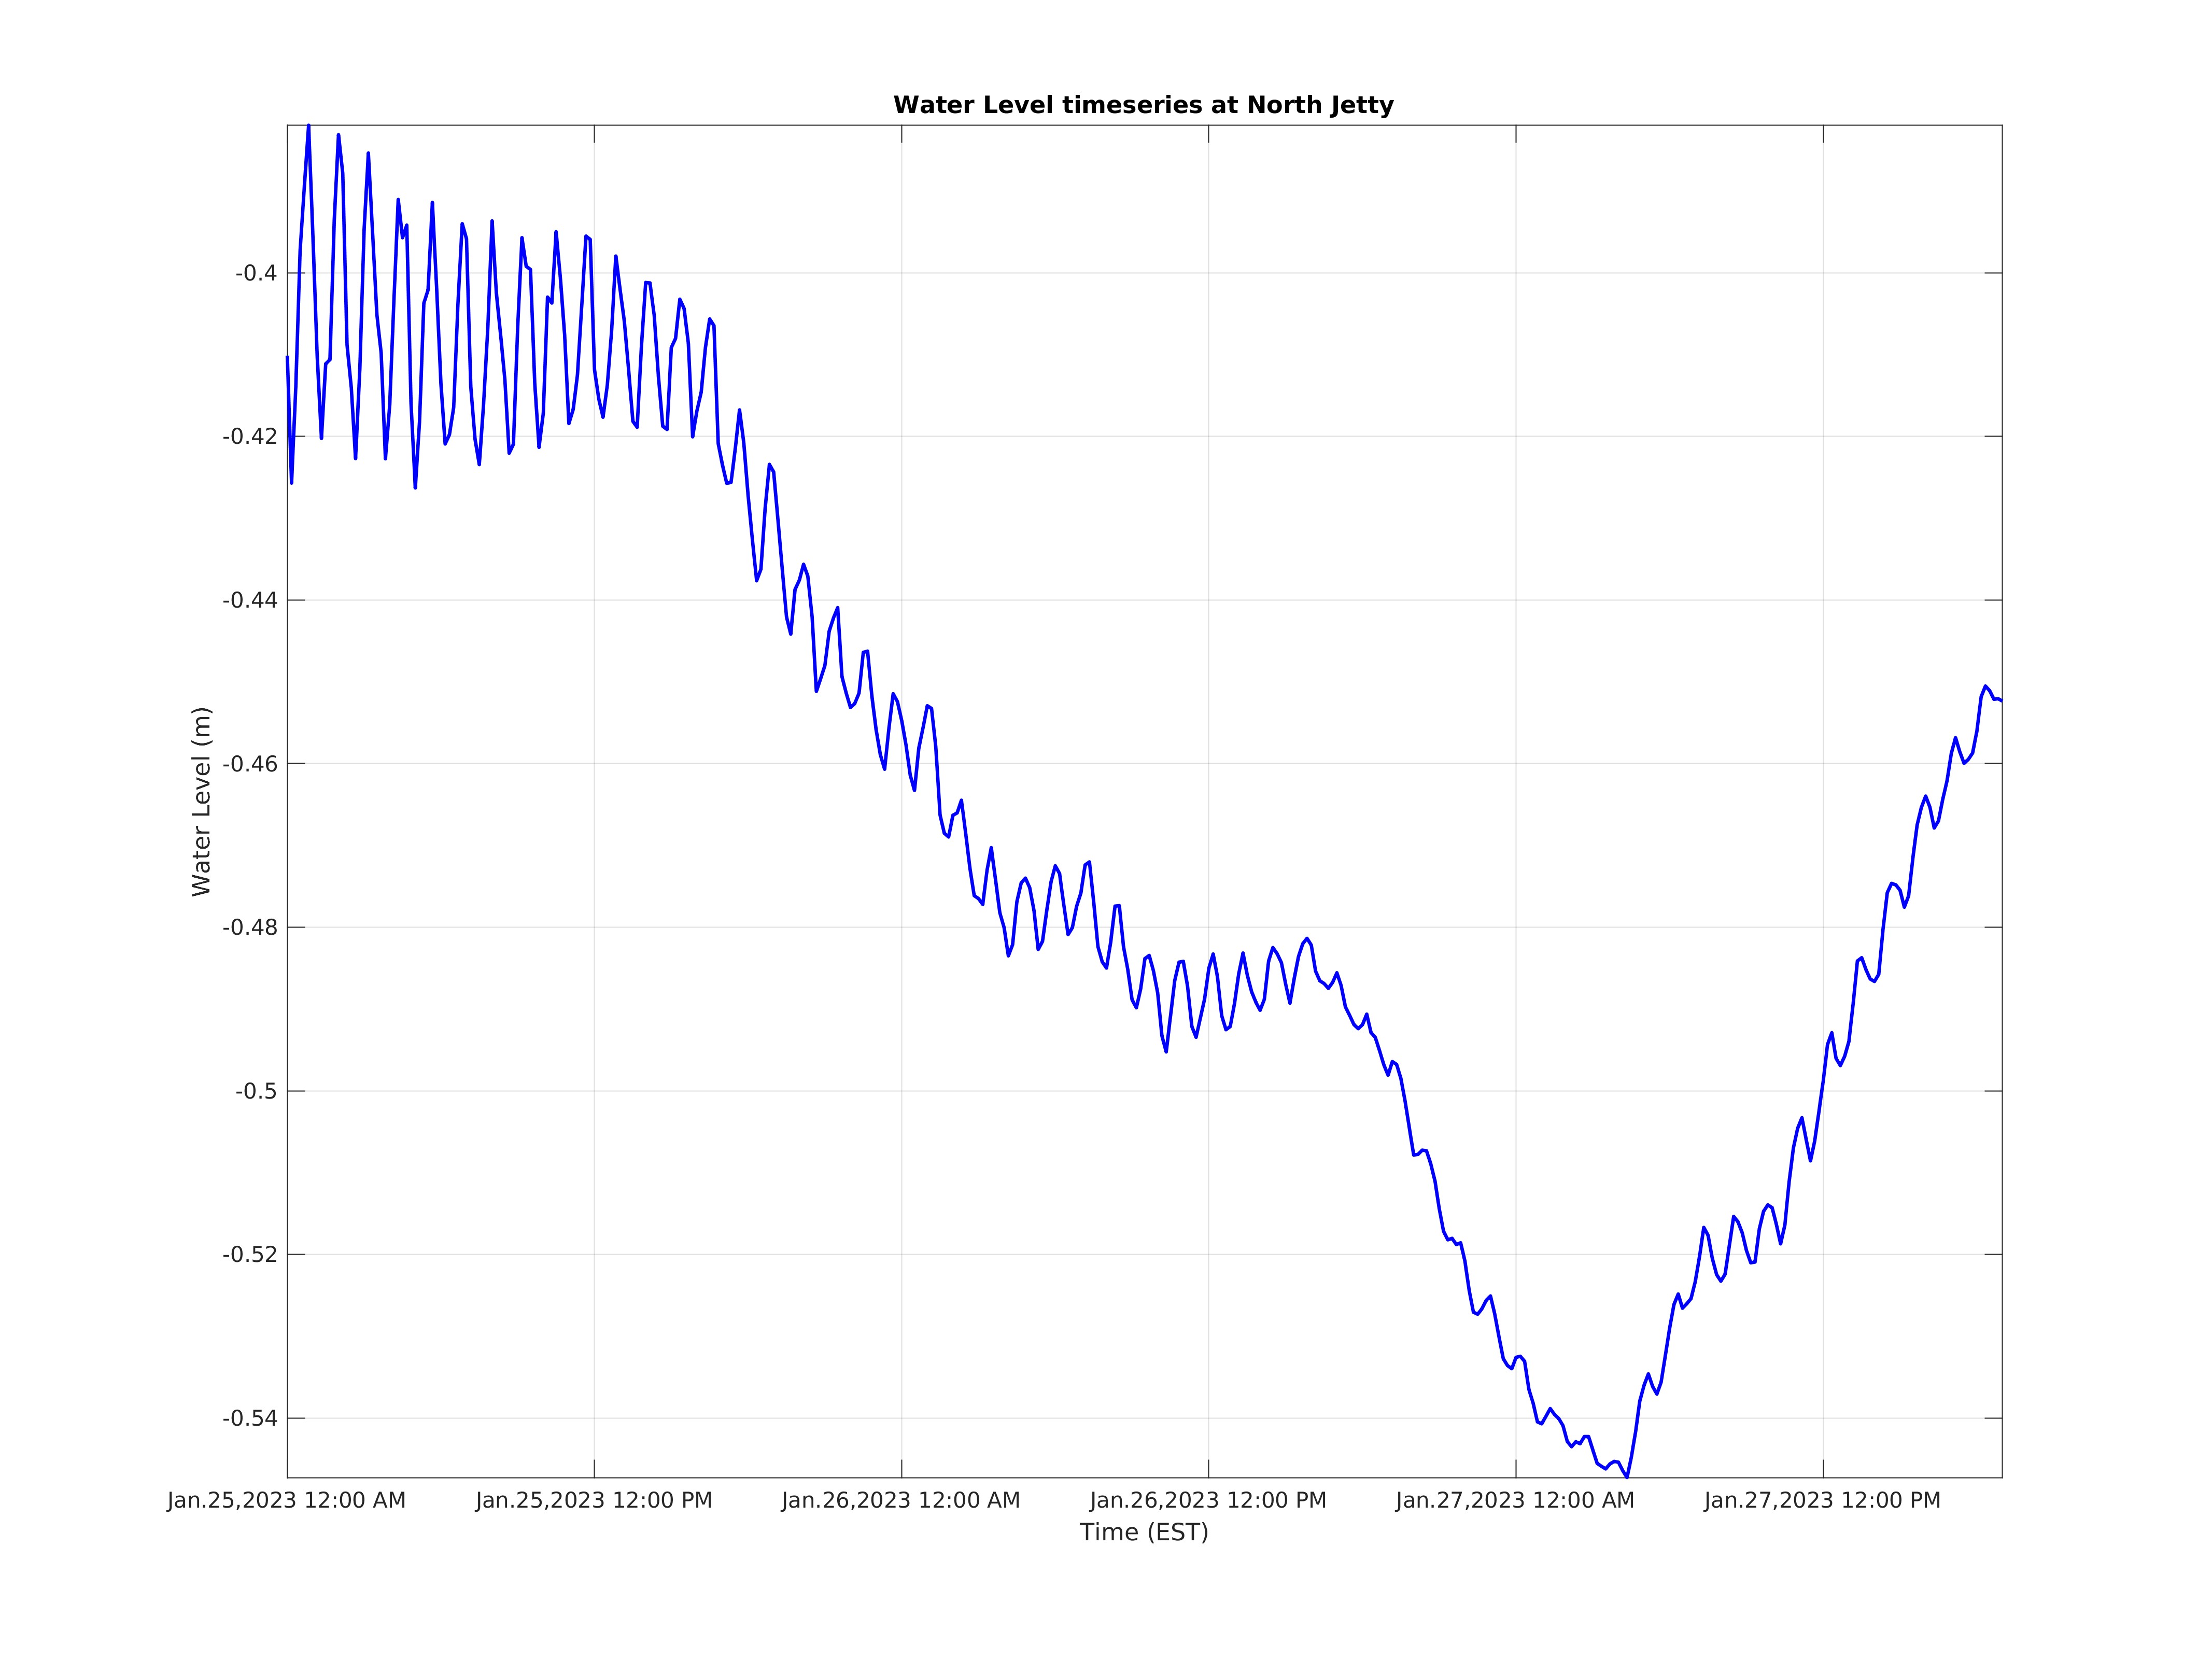 Water Level timeseries at North Jetty
-0.4
-0.42
-0.44
-0.46
-0.48
-0.5
-0.52
-0.54
Water Level (m)
Jan.25,2023 12:00 AM
Jan.25,2023 12:00 PM
Jan.26,2023 12:00 AM
Jan.26,2023 12:00 PM
Jan.27,2023 12:00 AM
Jan.27,2023 12:00 PM
Time (EST)